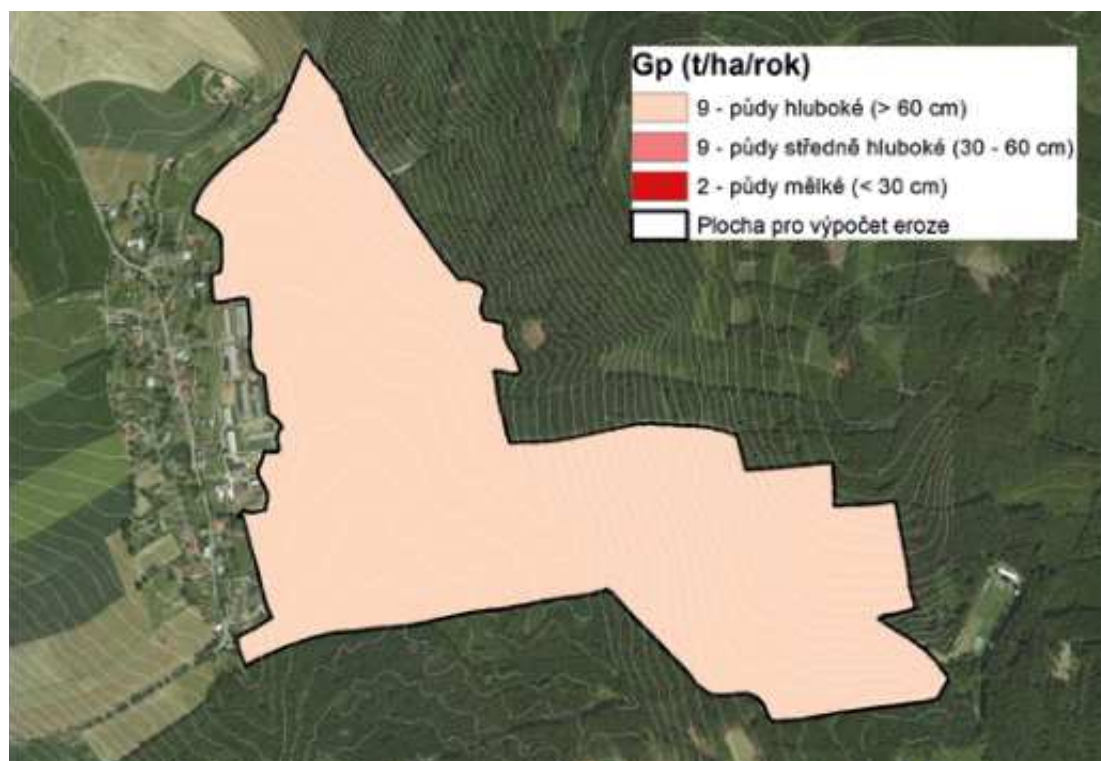 Gp (t/ha/rok)
9 - půdy hluboké (> 60 cm)
9 - půdy středně hluboké (30 - 60 cm)
2 - půdy mělké (< 30 cm)
Plocha pro výpočet eroze